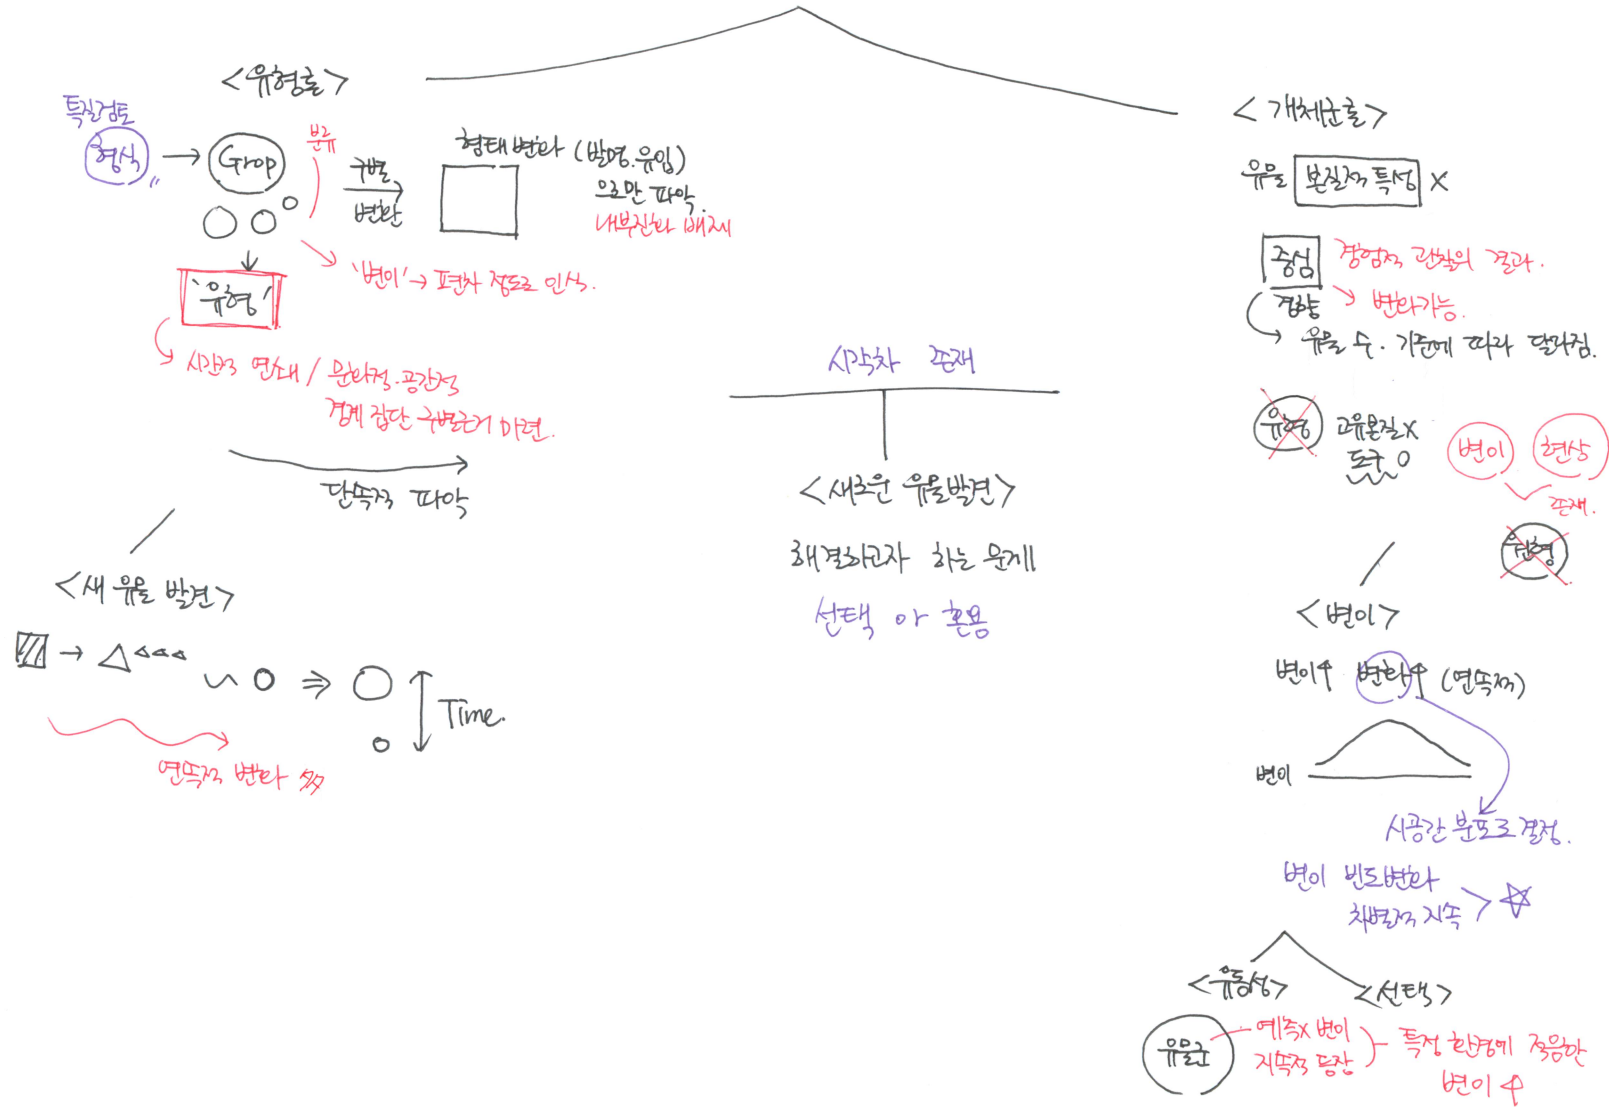 <유형론>
특질검토
형식 → Grop
분류
구별
변환
형태변화 (발명.유입)
으로만 파악.
내부진화 배제
'변이' → 편차 정도로 인식.
'유형'
시간적 연쇄 / 문화적.공간적
경계 집단 구별근거 마련.
단속적 파악
<새 유물 발견>
Time.
연속적 변화 多
시각차 존재
<새로운 유물발견>
해결하고자 하는 문제
선택 or 혼용
<개체군론>
유물 본질적 특성 X
중심
경향
경험적 관찰의 결과.
변화가능.
유물 수. 기준에 따라 달라짐.
유형 고유본질 X
도구 O
변이 현상
존재.
유형
<변이>
변이↑ 변화↑ (연속적)
변이
시공간 분포로 결정.
변이 빈도변화
차별적 지속
<유동성> <선택>
유물군
예측X 변이
지속적 등장
특정 환경에 적응한
변이 ↑